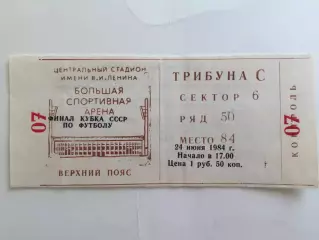 ЦЕНТРАЛЬНЫЙ СТАДИОН
ИМЕНИ В.И.ЛЕНИНА
БОЛЬШАЯ
СПОРТИВНАЯ
АРЕНА
07
ФИНАЛ КУБКА СССР
ПО ФУТБОЛУ
ВЕРХНИЙ ПОЯС
ТРИБУНА С
СЕКТОР 6
РЯД 50
МЕСТО 84
24 июня 1984 г.
Начало в 17.00
Цена 1 руб. 50 коп.
КОНТРОЛЬ
07